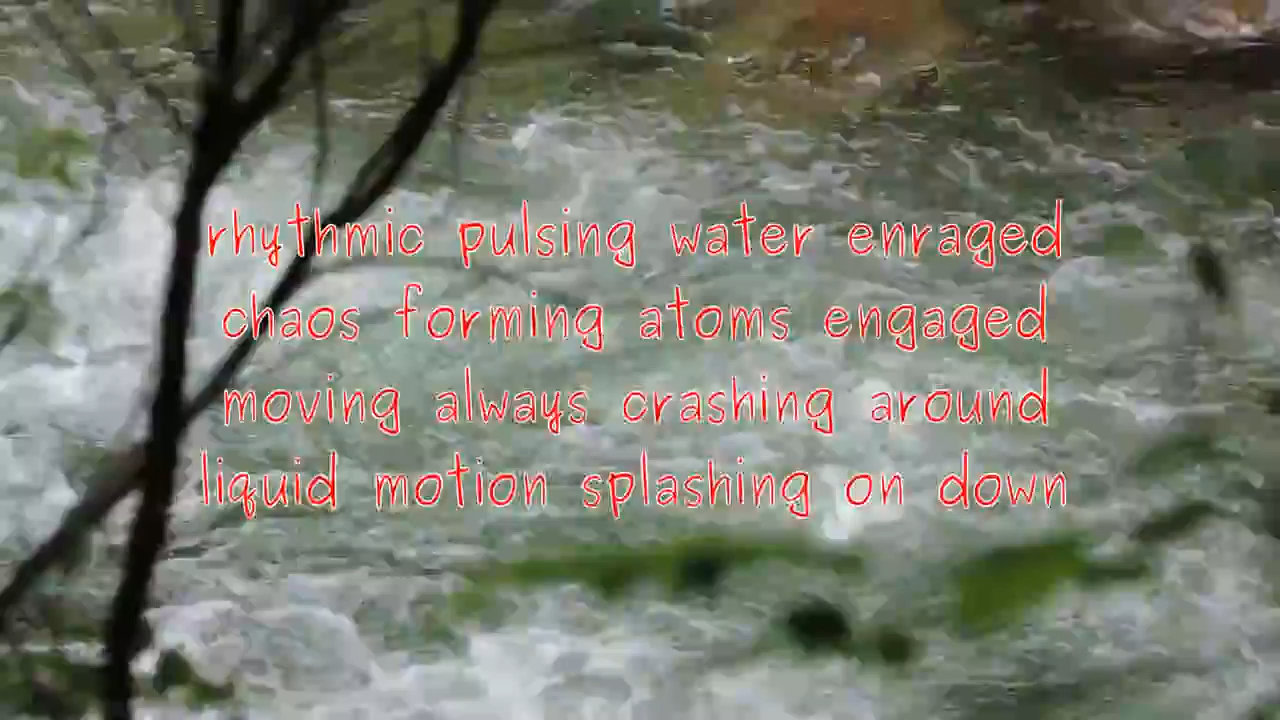 rhythmic pulsing water enraged
chaos forming atoms engaged
moving always crashing around
liquid motion splashing on down